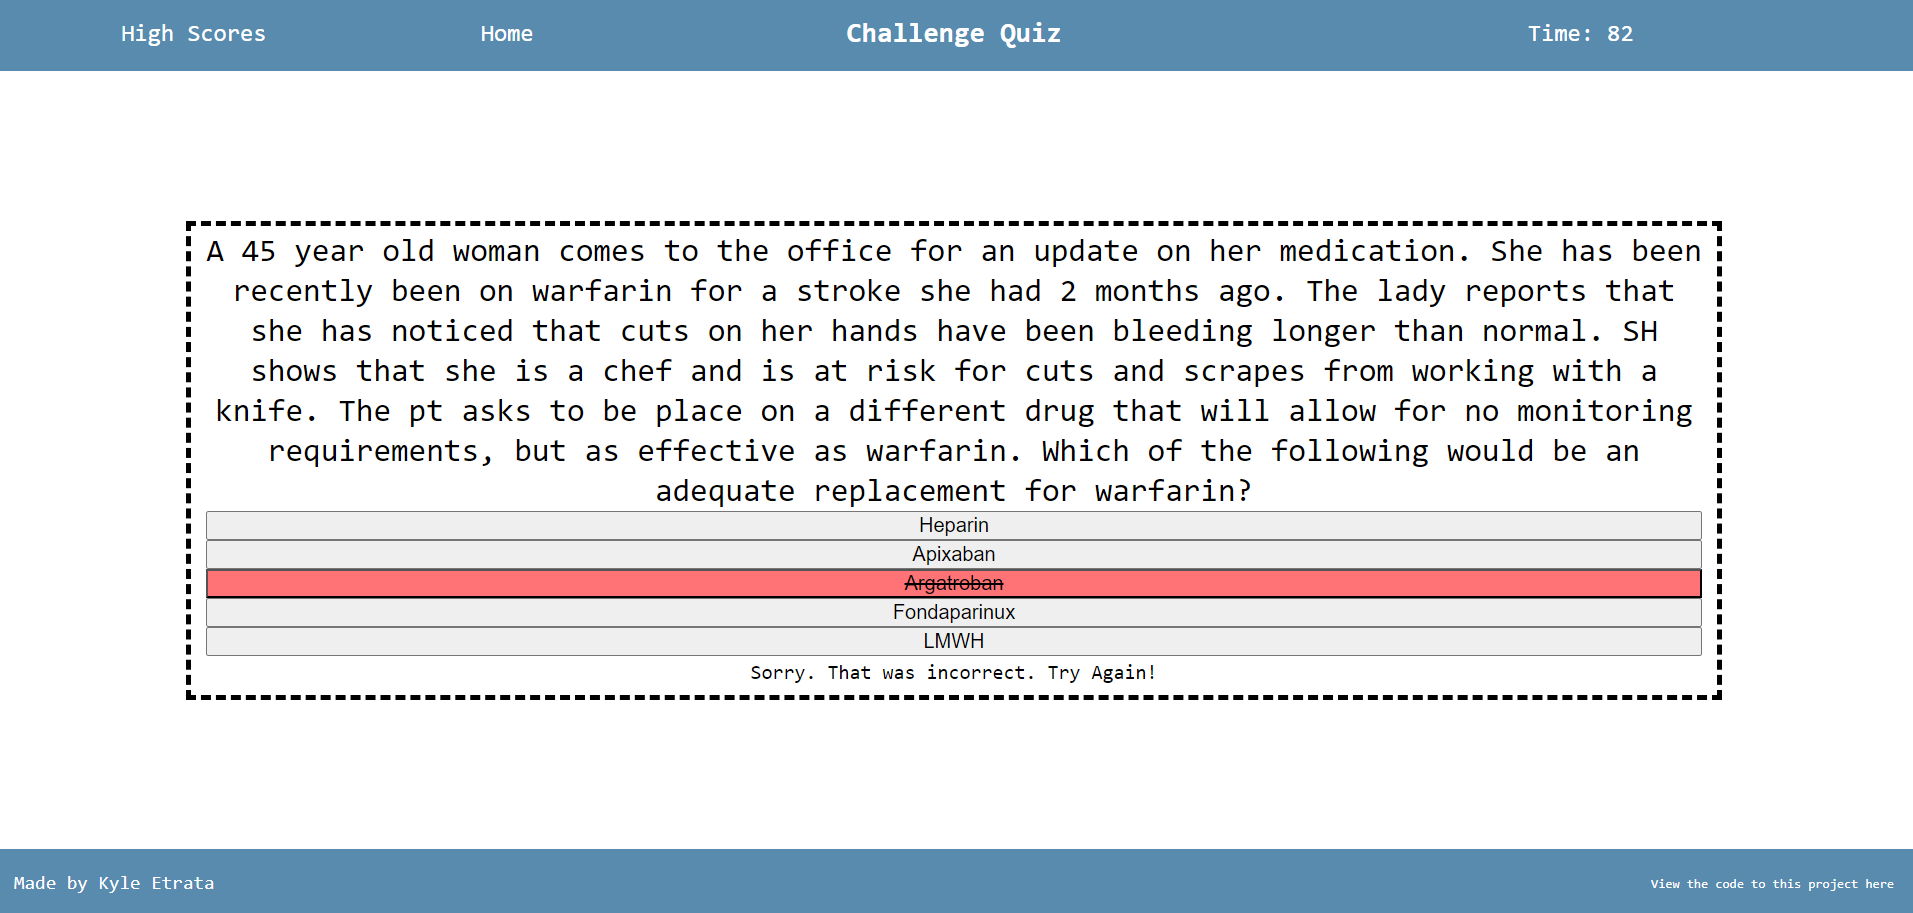 High Scores
Home
Challenge Quiz
Time: 82
A 45 year old woman comes to the office for an update on her medication. She has been
recently been on warfarin for a stroke she had 2 months ago. The lady reports that
she has noticed that cuts on her hands have been bleeding longer than normal. SH
shows that she is a chef and is at risk for cuts and scrapes from working with a
knife. The pt asks to be place on a different drug that will allow for no monitoring
requirements, but as effective as warfarin. Which of the following would be an
adequate replacement for warfarin?
Heparin
Apixaban
Argatroban
Fondaparinux
LMWH
Sorry. That was incorrect. Try Again!
Made by Kyle Etrata
View the code to this project here